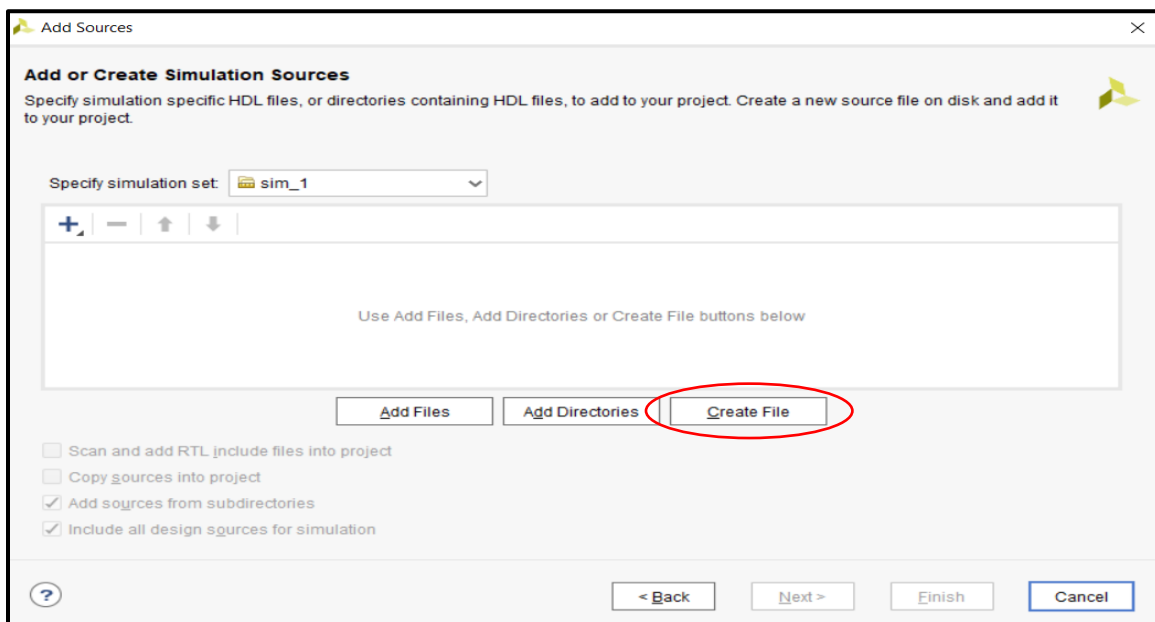 Add Sources
Add or Create Simulation Sources
Specify simulation specific HDL files, or directories containing HDL files, to add to your project. Create a new source file on disk and add it
to your project.
Specify simulation set: sim_1
Use Add Files, Add Directories or Create File buttons below
Add Files Add Directories Create File
Scan and add RTL include files into project
Copy sources into project
Add sources from subdirectories
Include all design sources for simulation
? < Back Next > Finish Cancel